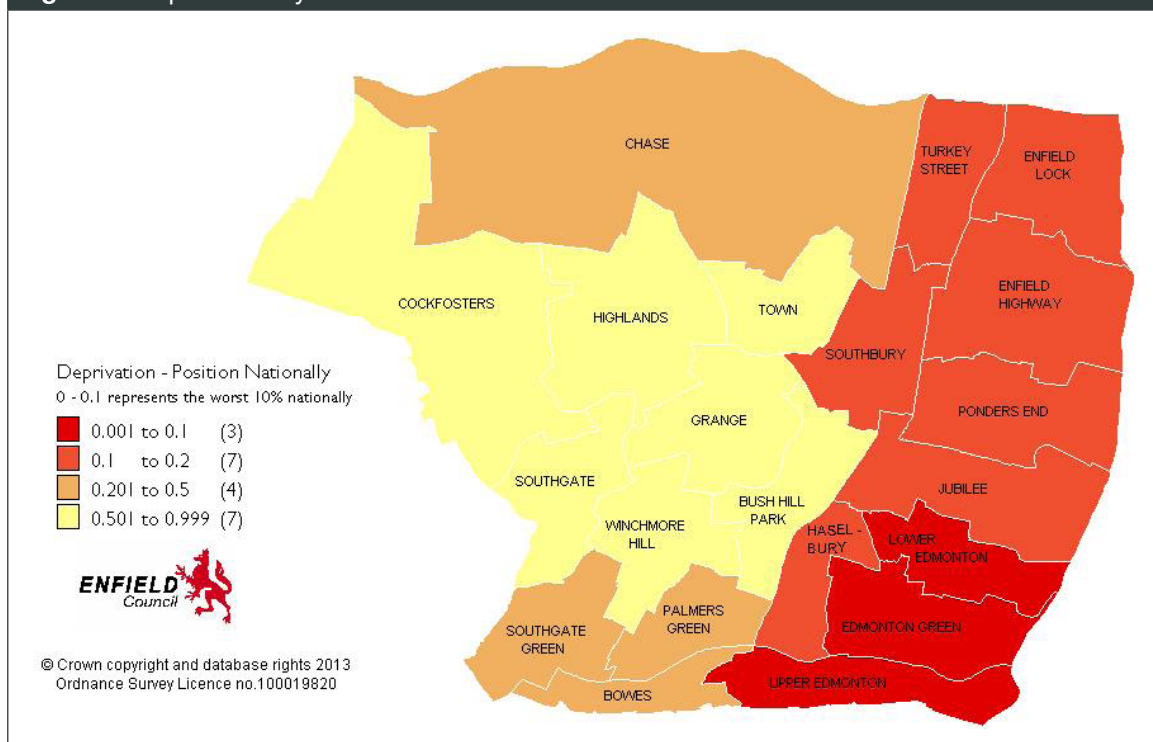 CHASE
TURKEY
STREET
ENFIELD
LOCK
COCKFOSTERS
HIGHLANDS
TOWN
ENFIELD
HIGHWAY
SOUTHBURY
GRANGE
PONDERS END
SOUTHGATE
JUBILEE
BUSH HILL
PARK
WINCHMORE
HILL
HASEL -
BURY
LOWER
EDMONTON
EDMONTON GREEN
PALMERS
GREEN
SOUTHGATE
GREEN
UPPER EDMONTON
BOWES
Deprivation - Position Nationally
0 - 0.1 represents the worst 10% nationally
0.001 to 0.1 (3)
0.1 to 0.2 (7)
0.201 to 0.5 (4)
0.501 to 0.999 (7)
ENFIELD
Council
© Crown copyright and database rights 2013
Ordnance Survey Licence no.100019820